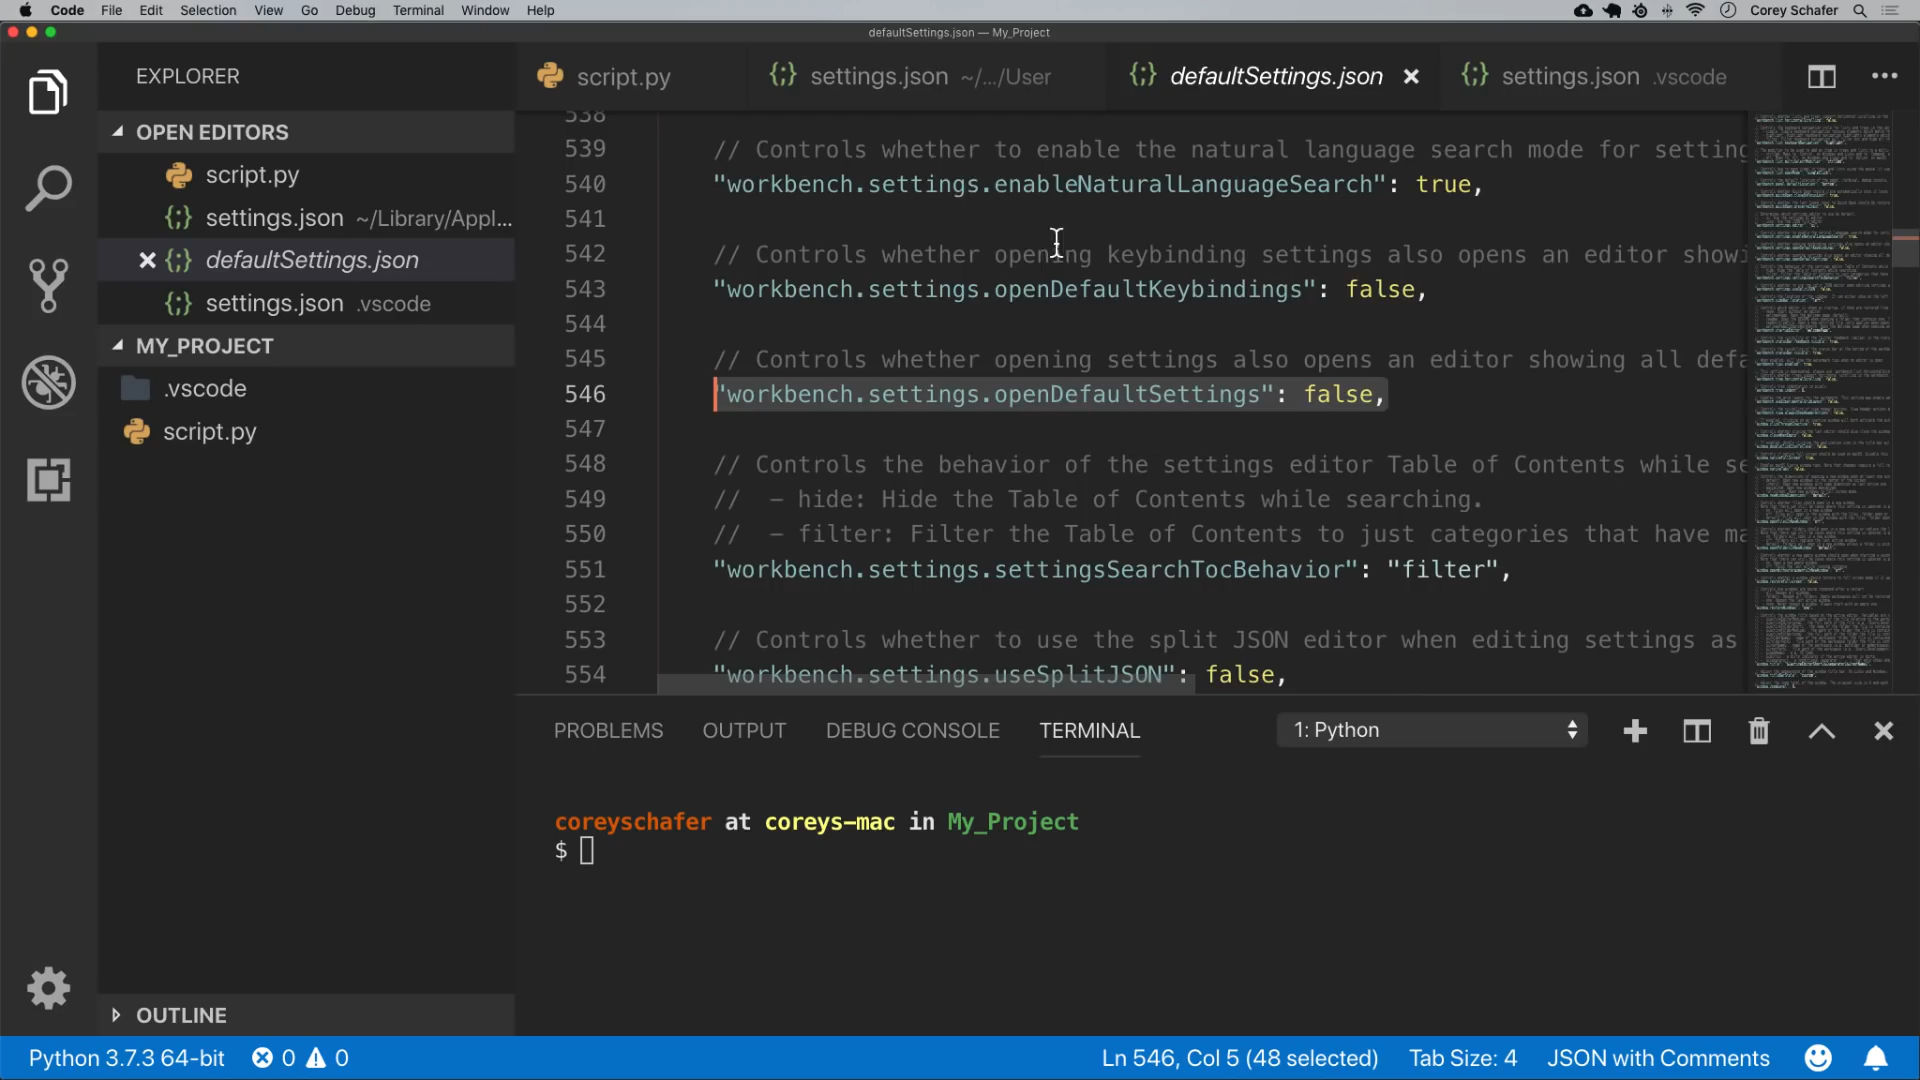 Code File Edit Selection View Go Debug Terminal Window Help Corey Schafer
defaultSettings.json — My_Project
EXPLORER
OPEN EDITORS
script.py
settings.json ~/Library/Appl...
defaultSettings.json
settings.json .vscode
MY_PROJECT
.vscode
script.py
OUTLINE
script.py settings.json ~/.../User defaultSettings.json settings.json .vscode
538
539 // Controls whether to enable the natural language search mode for setting
540 "workbench.settings.enableNaturalLanguageSearch": true,
541
542 // Controls whether opening keybinding settings also opens an editor showi
543 "workbench.settings.openDefaultKeybindings": false,
544
545 // Controls whether opening settings also opens an editor showing all defa
546 "workbench.settings.openDefaultSettings": false,
547
548 // Controls the behavior of the settings editor Table of Contents while se
549 //  - hide: Hide the Table of Contents while searching.
550 //  - filter: Filter the Table of Contents to just categories that have ma
551 "workbench.settings.settingsSearchTocBehavior": "filter",
552
553 // Controls whether to use the split JSON editor when editing settings as
554 "workbench.settings.useSplitJSON": false,
PROBLEMS OUTPUT DEBUG CONSOLE TERMINAL 1: Python
coreyschafer at coreys-mac in My_Project
$
Python 3.7.3 64-bit 0 0 Ln 546, Col 5 (48 selected) Tab Size: 4 JSON with Comments